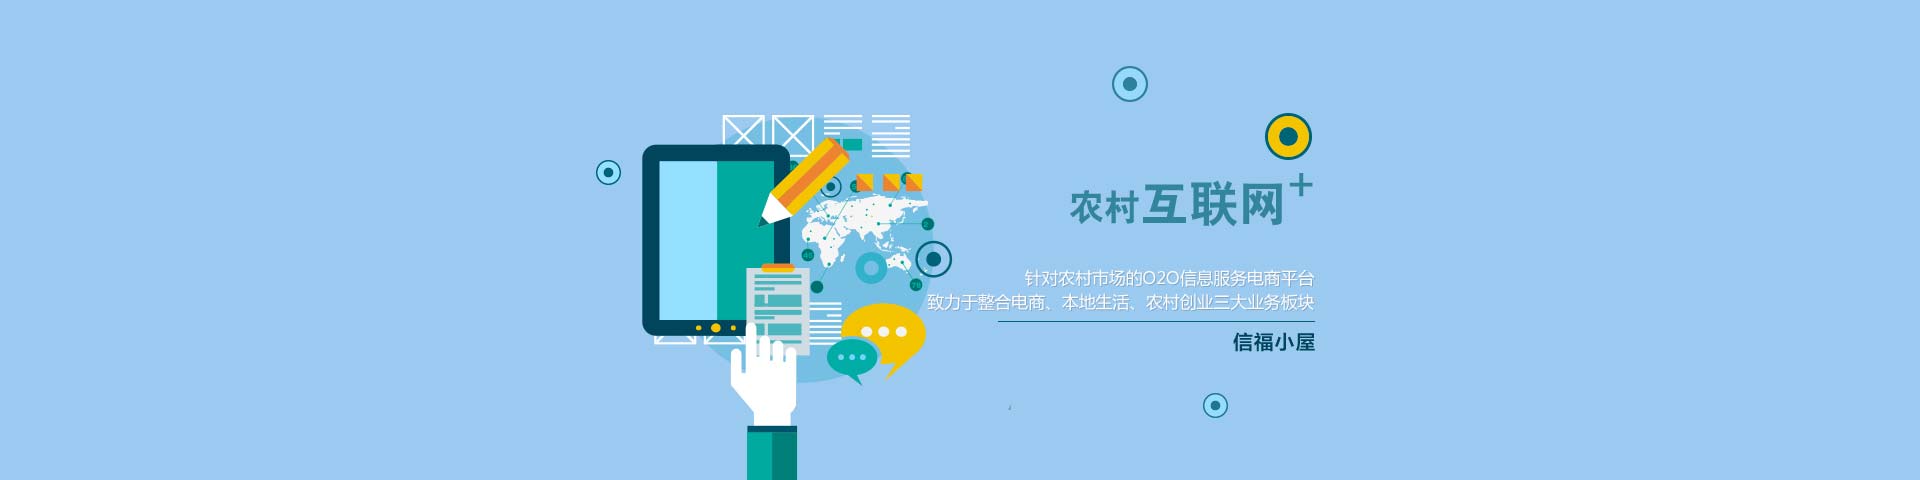 农村互联网+
针对农村市场的O2O信息服务电商平台
致力于整合电商、本地生活、农村创业三大业务板块
信福小屋